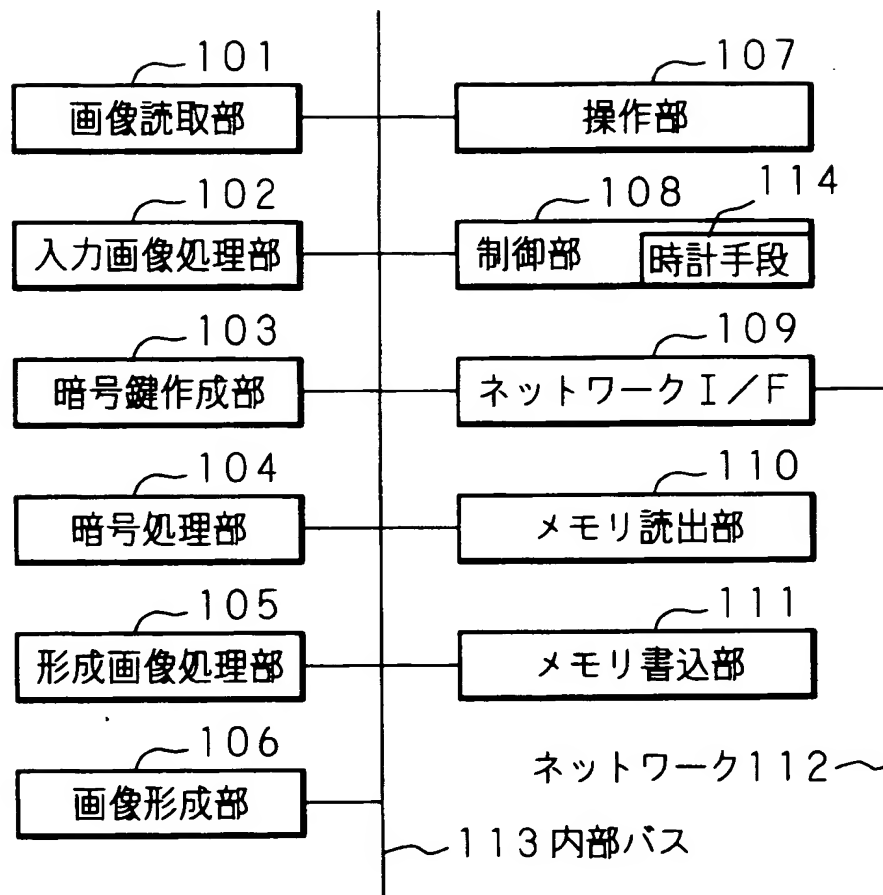 101
画像読取部
102
入力画像処理部
103
暗号鍵作成部
104
暗号処理部
105
形成画像処理部
106
画像形成部
107
操作部
108
114
制御部
時計手段
109
ネットワークI/F
110
メモリ読出部
111
メモリ書込部
ネットワーク112
113内部バス